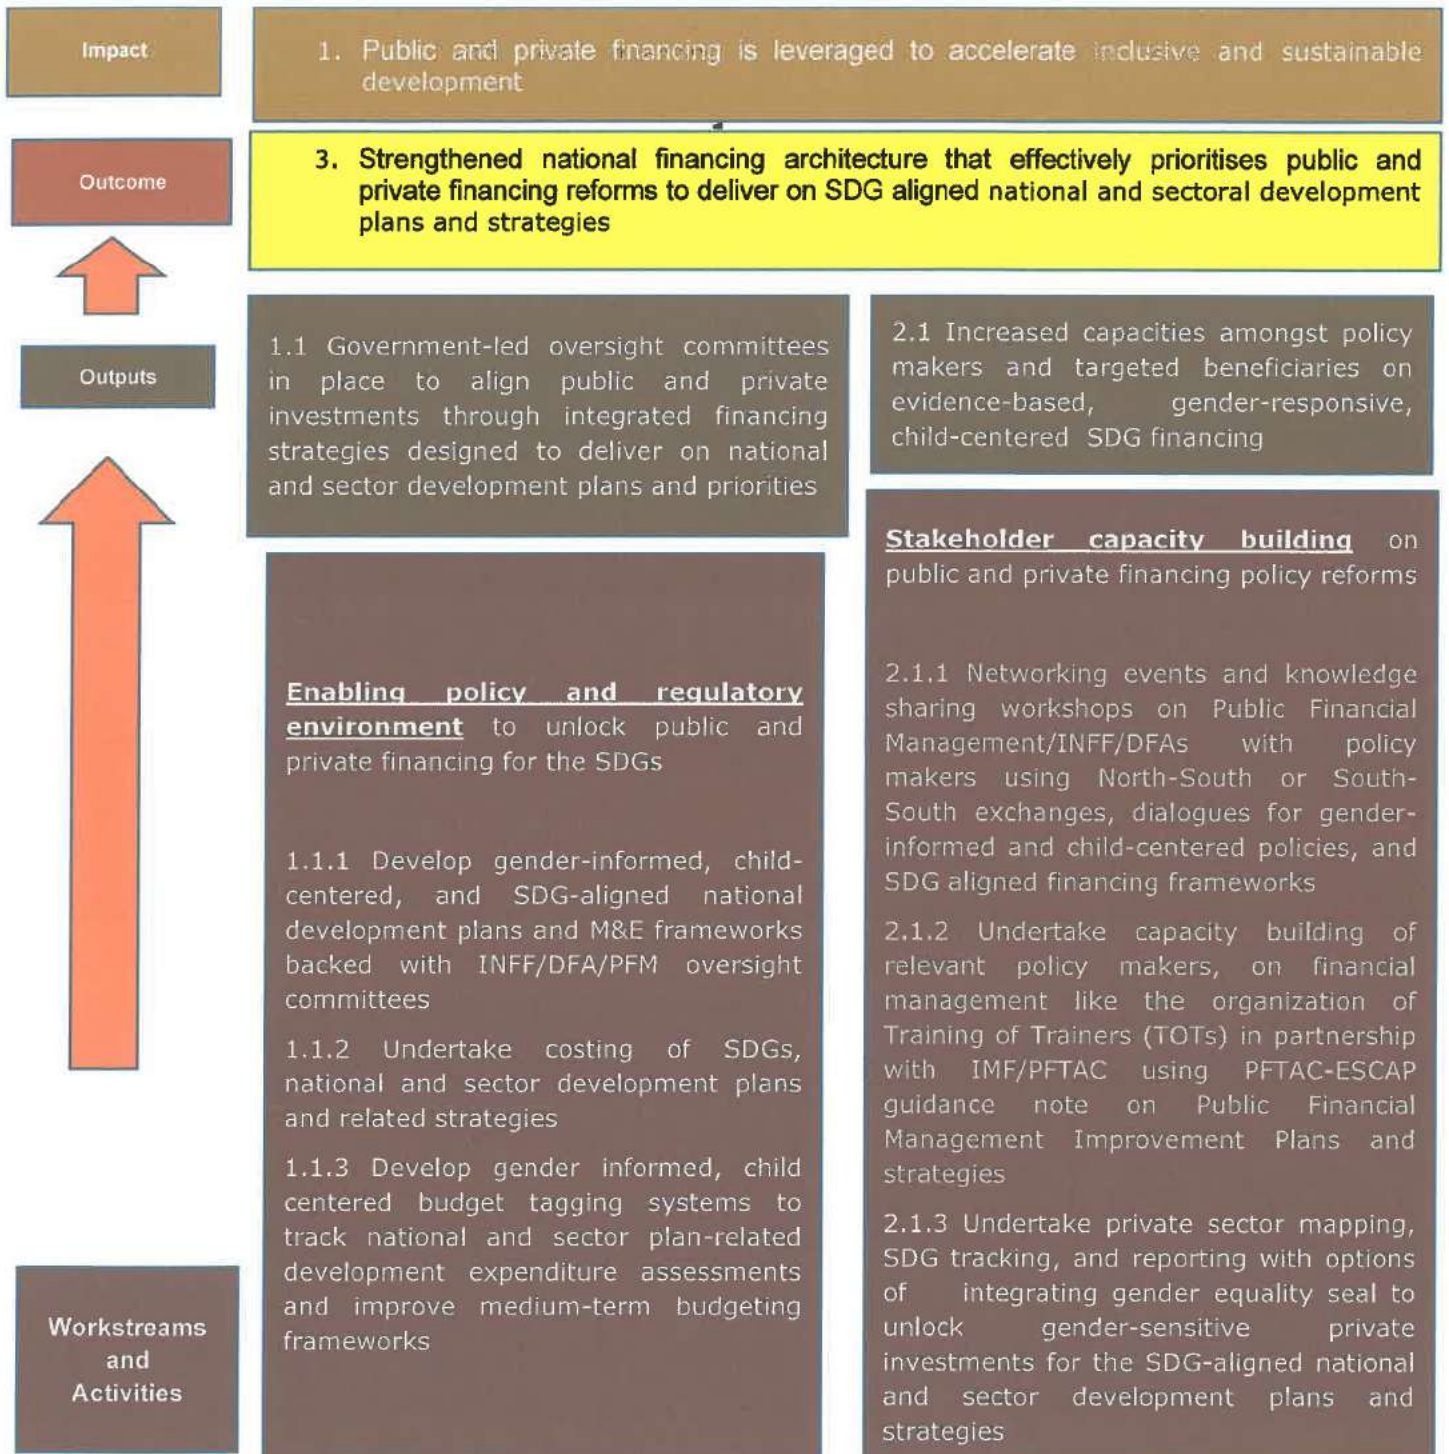 Impact
1. Public and private financing is leveraged to accelerate inclusive and sustainable
development
Outcome
3. Strengthened national financing architecture that effectively prioritises public and
private financing reforms to deliver on SDG aligned national and sectoral development
plans and strategies
Outputs
1.1 Government-led oversight committees
in place to align public and private
investments through integrated financing
strategies designed to deliver on national
and sector development plans and priorities
2.1 Increased capacities amongst policy
makers and targeted beneficiaries on
evidence-based, gender-responsive,
child-centered SDG financing
Enabling policy and regulatory
environment to unlock public and
private financing for the SDGs
1.1.1 Develop gender-informed, child-
centered, and SDG-aligned national
development plans and M&E frameworks
backed with INFF/DFA/PFM oversight
committees
1.1.2 Undertake costing of SDGs,
national and sector development plans
and related strategies
1.1.3 Develop gender informed, child
centered budget tagging systems to
track national and sector plan-related
development expenditure assessments
and improve medium-term budgeting
frameworks
Stakeholder capacity building on
public and private financing policy reforms
2.1.1 Networking events and knowledge
sharing workshops on Public Financial
Management/INFF/DFAs with policy
makers using North-South or South-
South exchanges, dialogues for gender-
informed and child-centered policies, and
SDG aligned financing frameworks
2.1.2 Undertake capacity building of
relevant policy makers, on financial
management like the organization of
Training of Trainers (TOTs) in partnership
with IMF/PFTAC using PFTAC-ESCAP
guidance note on Public Financial
Management Improvement Plans and
strategies
2.1.3 Undertake private sector mapping,
SDG tracking, and reporting with options
of integrating gender equality seal to
unlock gender-sensitive private
investments for the SDG-aligned national
and sector development plans and
strategies
Workstreams
and
Activities